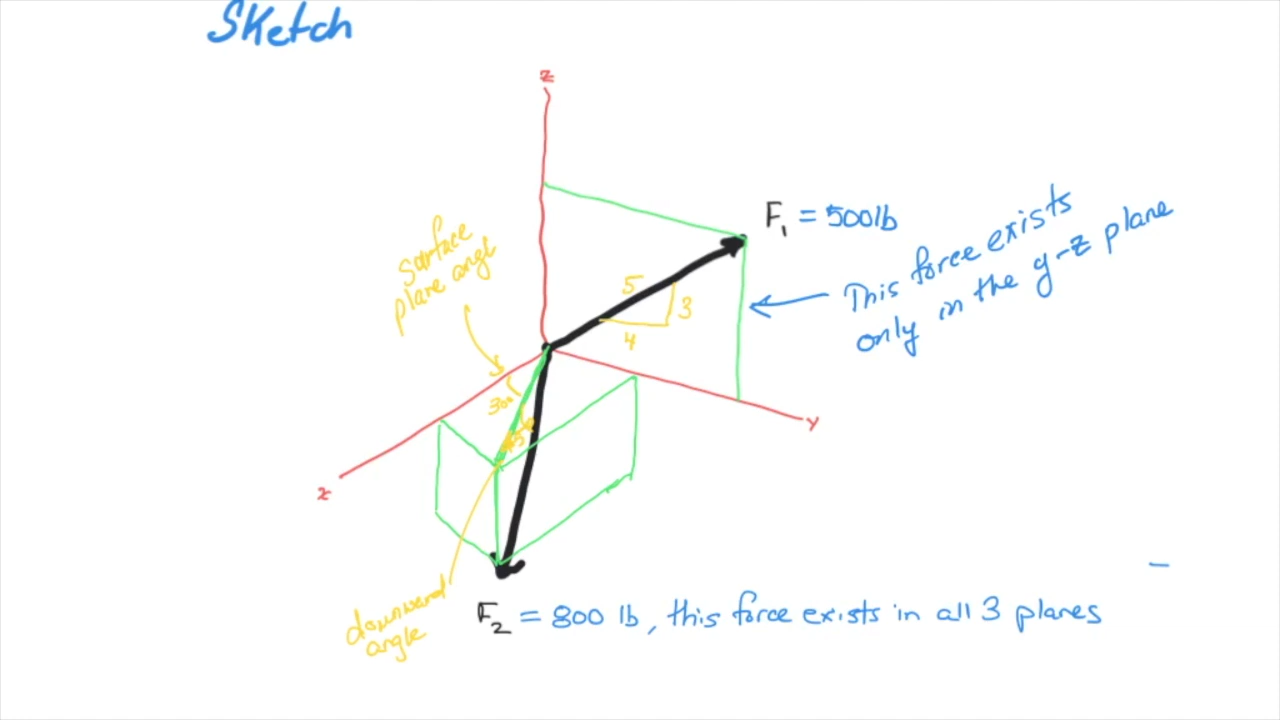 Sketch
z
F1 = 500lb
This force exists
only in the y-z plane
surface
plane angle
5
3
4
30°
y
x
downward
angle
F2 = 800 lb, this force exists in all 3 planes